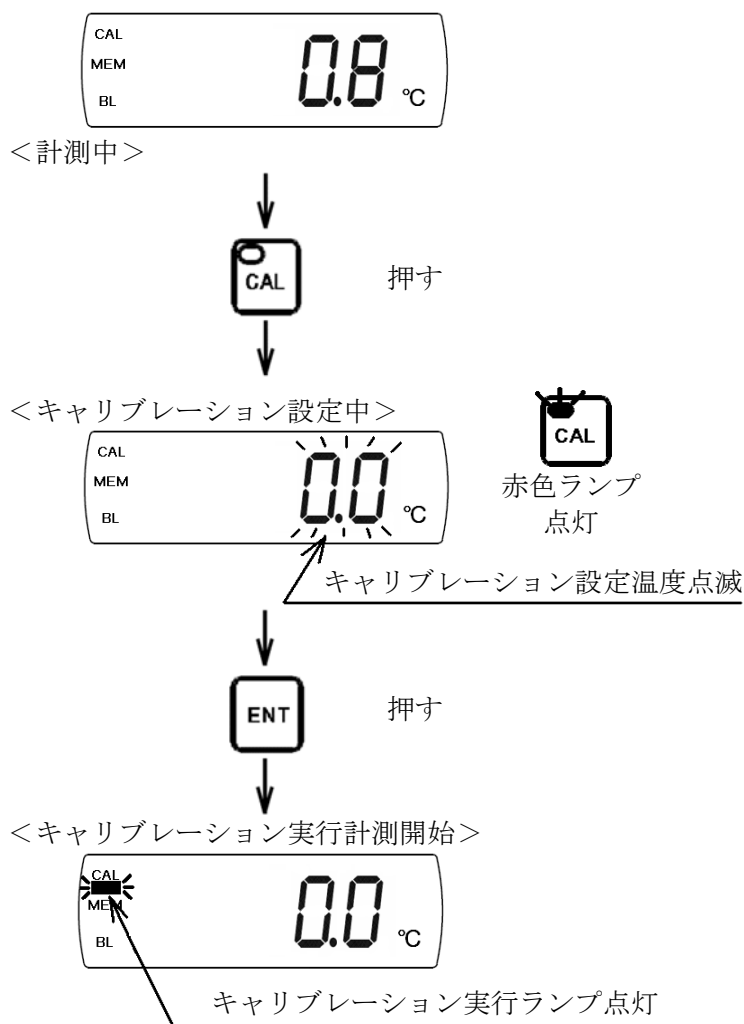 CAL
MEM
BL
0.8 ℃
＜計測中＞
CAL
押す
＜キャリブレーション設定中＞
CAL
MEM
BL
0.0 ℃
CAL
赤色ランプ
点灯
キャリブレーション設定温度点滅
ENT
押す
＜キャリブレーション実行計測開始＞
CAL
MEM
BL
0.0 ℃
キャリブレーション実行ランプ点灯